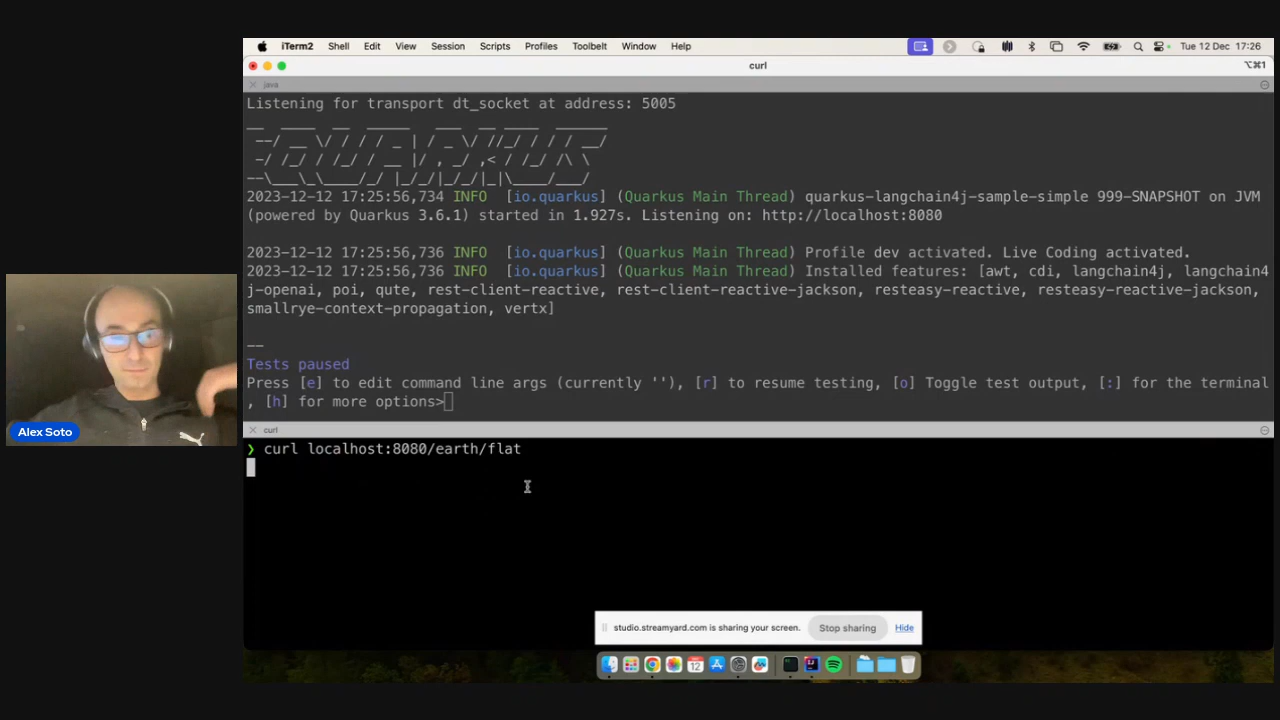 iTerm2 Shell Edit View Session Scripts Profiles Toolbelt Window Help Tue 12 Dec 17:26
curl ⌥⌘1
java
Listening for transport dt_socket at address: 5005
2023-12-12 17:25:56,734 INFO [io.quarkus] (Quarkus Main Thread) quarkus-langchain4j-sample-simple 999-SNAPSHOT on JVM
(powered by Quarkus 3.6.1) started in 1.927s. Listening on: http://localhost:8080
2023-12-12 17:25:56,736 INFO [io.quarkus] (Quarkus Main Thread) Profile dev activated. Live Coding activated.
2023-12-12 17:25:56,736 INFO [io.quarkus] (Quarkus Main Thread) Installed features: [awt, cdi, langchain4j, langchain4
j-openai, poi, qute, rest-client-reactive, rest-client-reactive-jackson, resteasy-reactive, resteasy-reactive-jackson,
smallrye-context-propagation, vertx]
--
Tests paused
Press [e] to edit command line args (currently ''), [r] to resume testing, [o] Toggle test output, [:] for the terminal
, [h] for more options>
curl
❯ curl localhost:8080/earth/flat
Alex Soto
studio.streamyard.com is sharing your screen. Stop sharing Hide